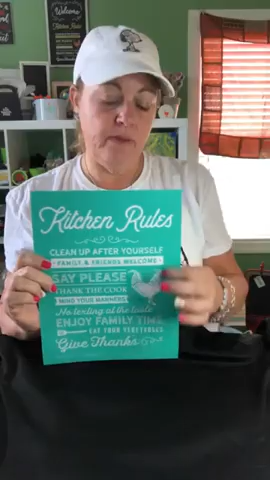 Welcome
Kitchen Rules
CLEAN UP AFTER YOURSELF
FAMILY & FRIENDS WELCOME
SAY PLEASE
THANK THE COOK
MIND YOUR MANNERS
No texting at the table
ENJOY FAMILY TIME
EAT YOUR VEGETABLES
Give Thanks